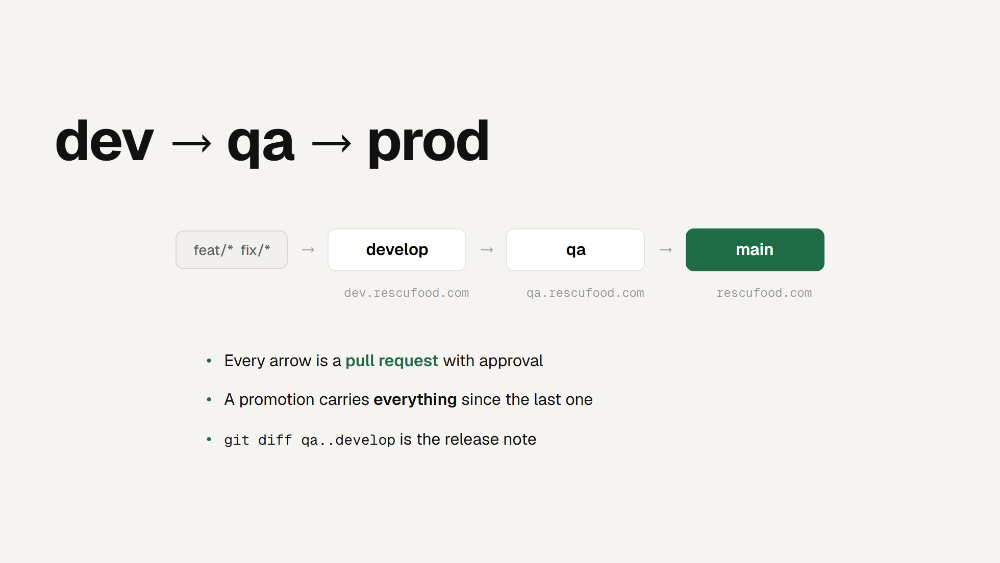 dev → qa → prod
feat/* fix/* → develop → qa → main
dev.rescufood.com qa.rescufood.com rescufood.com
• Every arrow is a pull request with approval
• A promotion carries everything since the last one
• git diff qa..develop is the release note